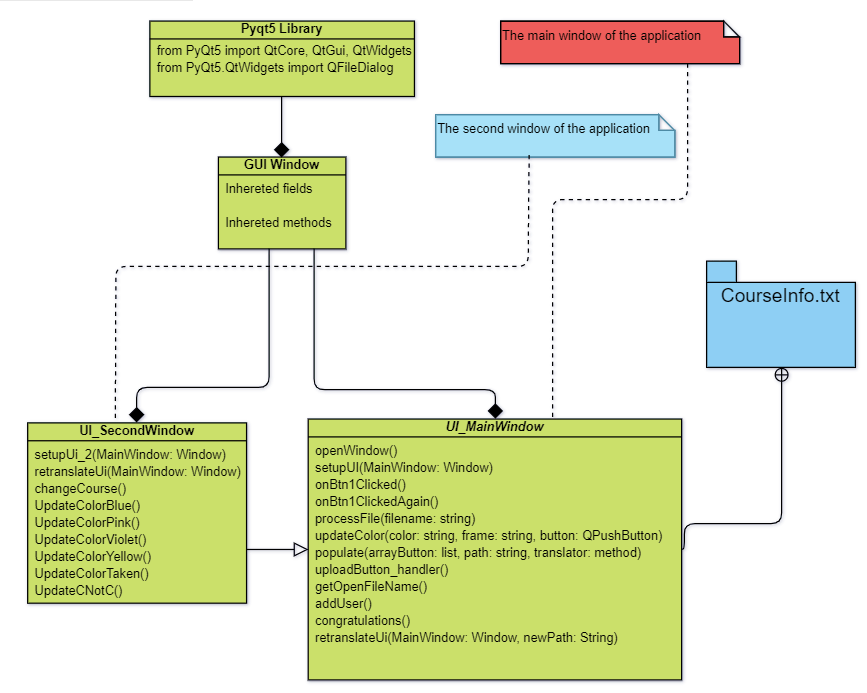 Pyqt5 Library
from PyQt5 import QtCore, QtGui, QtWidgets
from PyQt5.QtWidgets import QFileDialog
The main window of the application
The second window of the application
GUI Window
Inhereted fields
Inhereted methods
CourseInfo.txt
UI_SecondWindow
setupUi_2(MainWindow: Window)
retranslateUi(MainWindow: Window)
changeCourse()
UpdateColorBlue()
UpdateColorPink()
UpdateColorViolet()
UpdateColorYellow()
UpdateColorTaken()
UpdateCNotC()
UI_MainWindow
openWindow()
setupUI(MainWindow: Window)
onBtn1Clicked()
onBtn1ClickedAgain()
processFile(filename: string)
updateColor(color: string, frame: string, button: QPushButton)
populate(arrayButton: list, path: string, translator: method)
uploadButton_handler()
getOpenFileName()
addUser()
congratulations()
retranslateUi(MainWindow: Window, newPath: String)